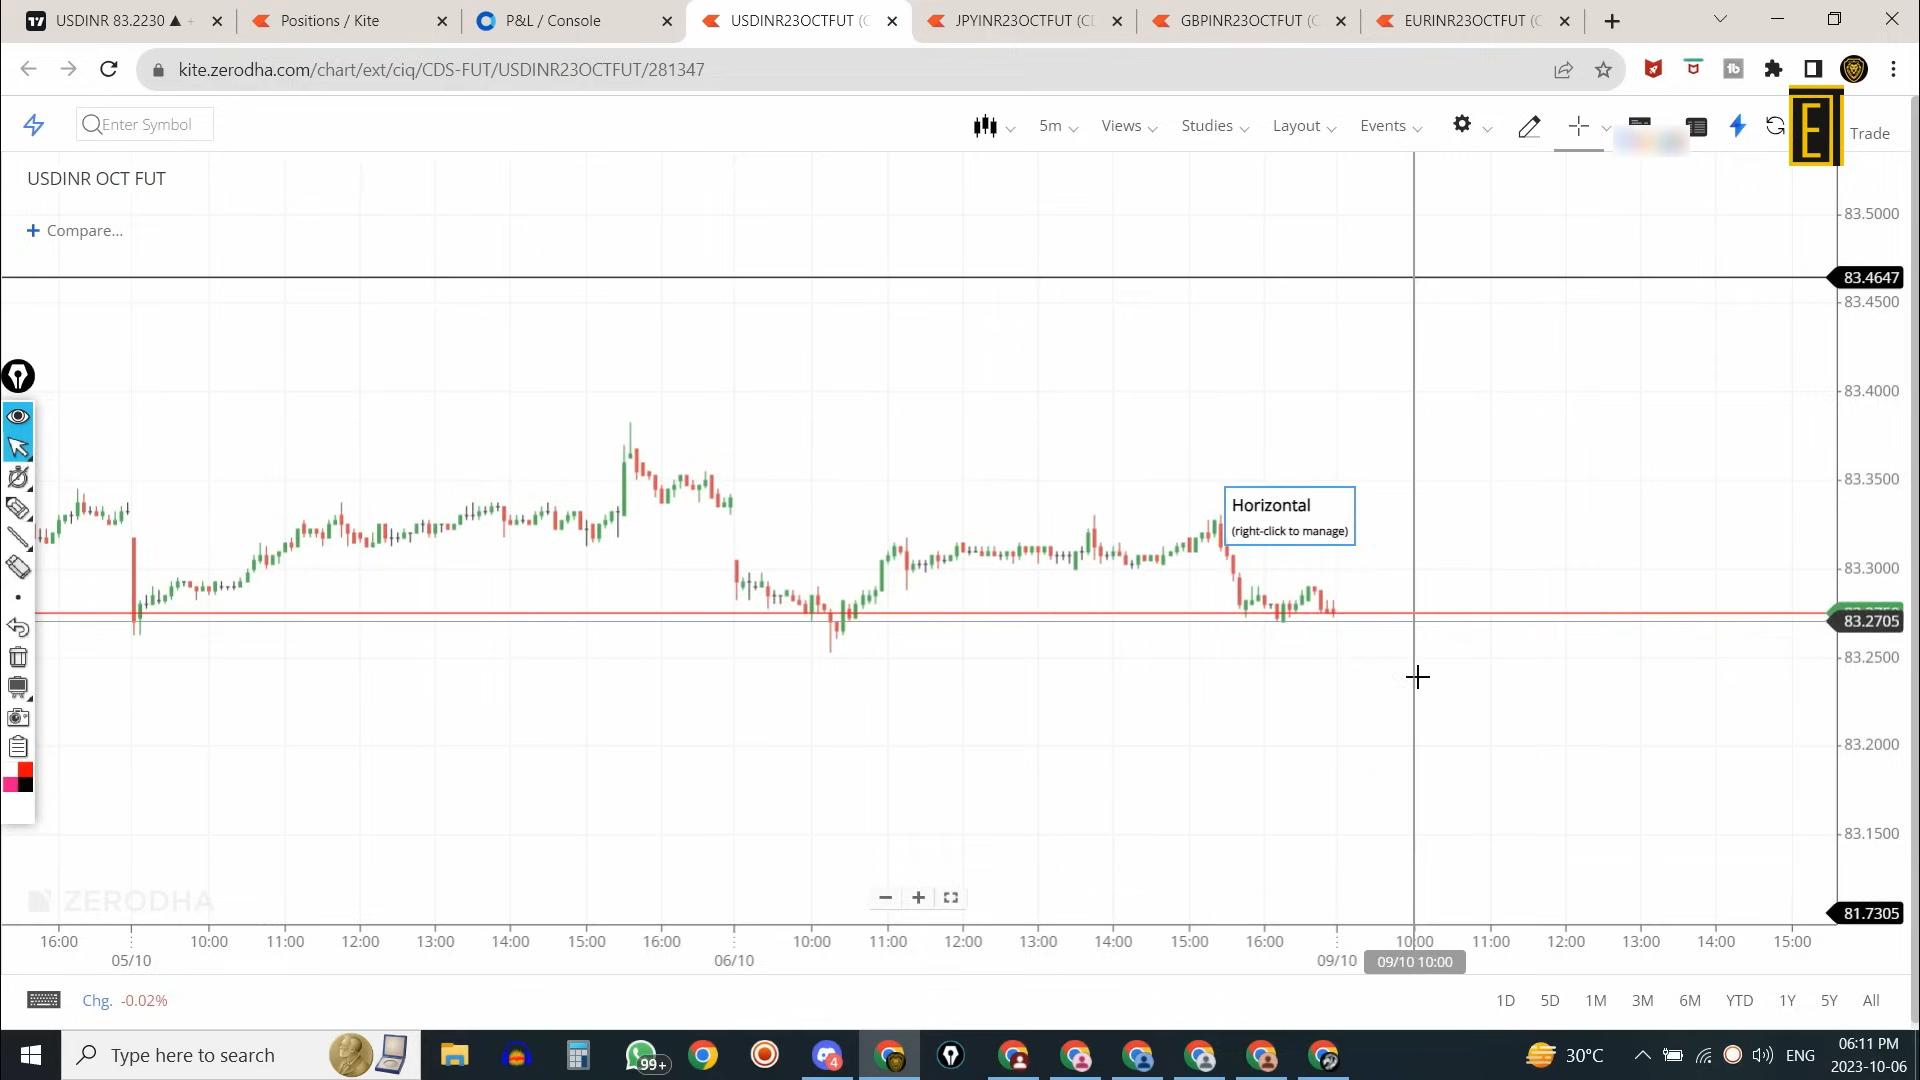 USDINR 83.2230 ▲ +
Positions / Kite
P&L / Console
USDINR23OCTFUT (C
JPYINR23OCTFUT (CD
GBPINR23OCTFUT (C
EURINR23OCTFUT (C
kite.zerodha.com/chart/ext/ciq/CDS-FUT/USDINR23OCTFUT/281347
Enter Symbol
5m
Views
Studies
Layout
Events
E
Trade
USDINR OCT FUT
+ Compare...
83.5000
83.4647
83.4500
83.4000
83.3500
83.3000
83.2705
83.2500
83.2000
83.1500
81.7305
Horizontal
(right-click to manage)
ZERODHA
16:00 10:00 11:00 12:00 13:00 14:00 15:00 16:00 10:00 11:00 12:00 13:00 14:00 15:00 16:00 10:00 11:00 12:00 13:00 14:00 15:00
05/10 06/10 09/10 09/10 10:00
Chg. -0.02%
1D 5D 1M 3M 6M YTD 1Y 5Y All
Type here to search
99+
4
30°C
ENG
06:11 PM
2023-10-06